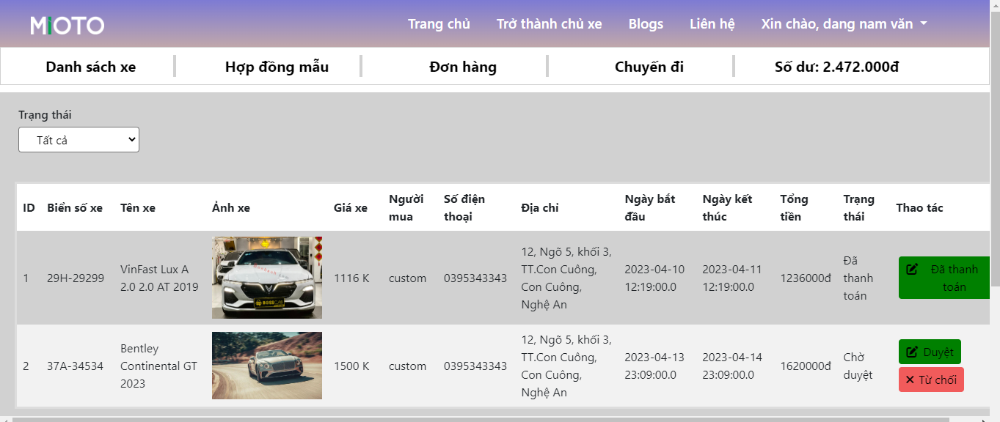 MiOTO
Trang chủ Trở thành chủ xe Blogs Liên hệ Xin chào, dang nam văn
Danh sách xe Hợp đồng mẫu Đơn hàng Chuyến đi Số dư: 2.472.000đ
Trạng thái
Tất cả
ID Biển số xe Tên xe Ảnh xe Giá xe Người mua Số điện thoại Địa chỉ Ngày bắt đầu Ngày kết thúc Tổng tiền Trạng thái Thao tác
1
29H-29299
VinFast Lux A
2.0 2.0 AT 2019
BOSSCAR
1116 K
custom
0395343343
12, Ngõ 5, khối 3,
TT.Con Cuông,
Con Cuông,
Nghệ An
2023-04-10
12:19:00.0
2023-04-11
12:19:00.0
1236000đ
Đã
thanh
toán
Đã thanh
toán
2
37A-34534
Bentley
Continental GT
2023
1500 K
custom
0395343343
12, Ngõ 5, khối 3,
TT.Con Cuông,
Con Cuông,
Nghệ An
2023-04-13
23:09:00.0
2023-04-14
23:09:00.0
1620000đ
Chờ
duyệt
Duyệt
Từ chối